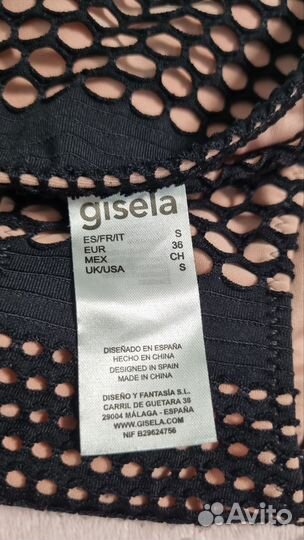 gisela
ES/FR/IT S
EUR 36
MEX CH
UK/USA S
DISEÑADO EN ESPAÑA
HECHO EN CHINA
DESIGNED IN SPAIN
MADE IN CHINA
DISEÑO Y FANTASÍA S.L.
CARRIL DE GUETARA 38
29004 MÁLAGA - ESPAÑA
WWW.GISELA.COM
NIF B29624756
Avito